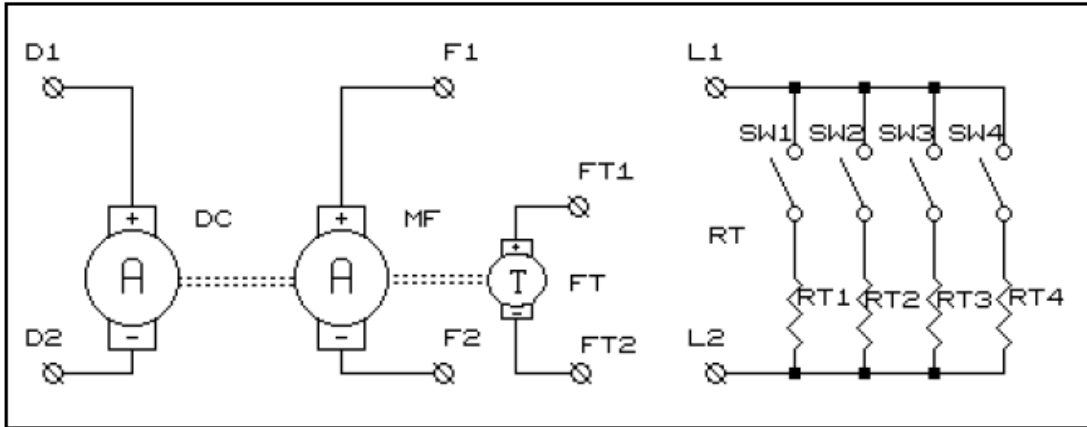 D1 F1 L1
SW1 SW2 SW3 SW4
FT1
+ DC + MF RT
+
A A T FT RT1 RT2 RT3 RT4
-
- -
D2 F2 FT2 L2